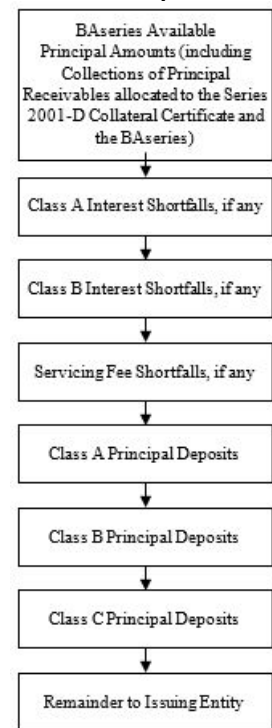 BAseries Available
Principal Amounts (including
Collections of Principal
Receivables allocated to the Series
2001-D Collateral Certificate and
the BAseries)
Class A Interest Shortfalls, if any
Class B Interest Shortfalls, if any
Servicing Fee Shortfalls, if any
Class A Principal Deposits
Class B Principal Deposits
Class C Principal Deposits
Remainder to Issuing Entity